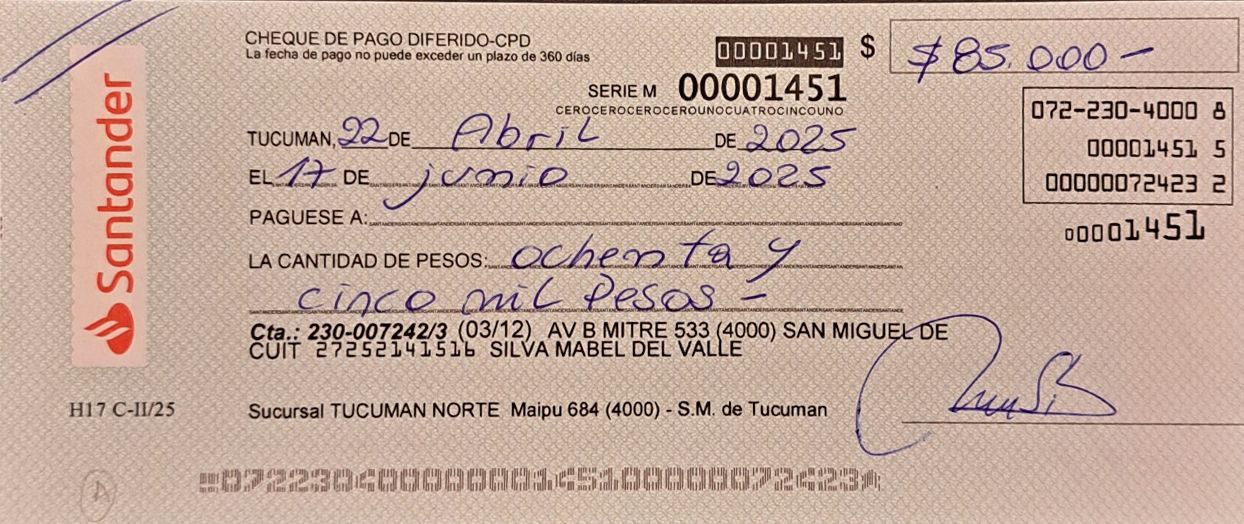 CHEQUE DE PAGO DIFERIDO-CPD
La fecha de pago no puede exceder un plazo de 360 días
00001451 $ $85.000-
SERIE M 00001451
CEROCEROCEROCEROUNOCUATROCINCOUNO
072-230-4000 8
00001451 5
00000072423 2
00001451
TUCUMAN, 22 DE Abril DE 2025
EL 17 DE junio DE 2025
PAGUESE A:
LA CANTIDAD DE PESOS: ochenta y
cinco mil Pesos -
Cta.: 230-007242/3 (03/12) AV B MITRE 533 (4000) SAN MIGUEL DE
CUIT 27252141516 SILVA MABEL DEL VALLE
Santander
H17 C-II/25
Sucursal TUCUMAN NORTE Maipu 684 (4000) - S.M. de Tucuman
A